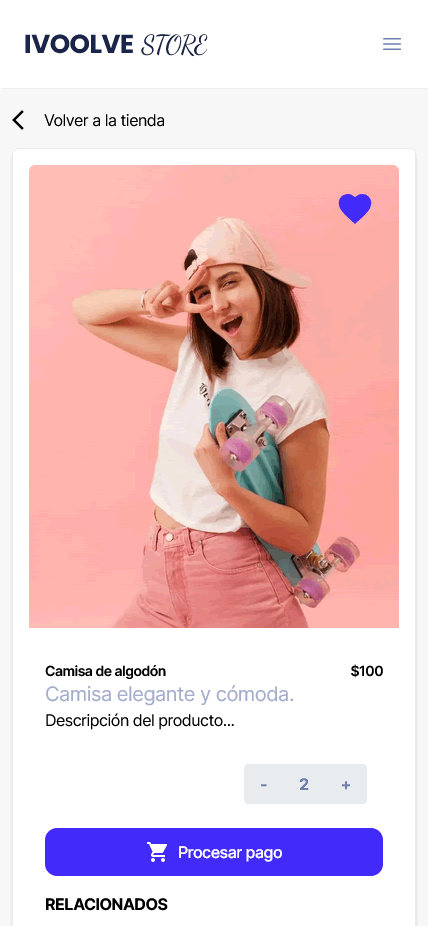 IVOOLVE STORE
Volver a la tienda
Camisa de algodón $100
Camisa elegante y cómoda.
Descripción del producto...
- 2 +
Procesar pago
RELACIONADOS